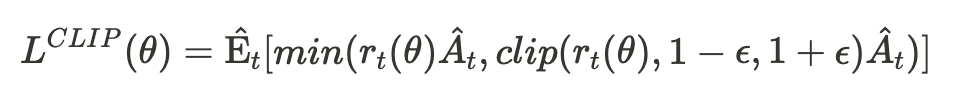 L^{CLIP}(θ) = Ê_t[min(r_t(θ)Â_t, clip(r_t(θ), 1 − ϵ, 1 + ϵ)Â_t)]